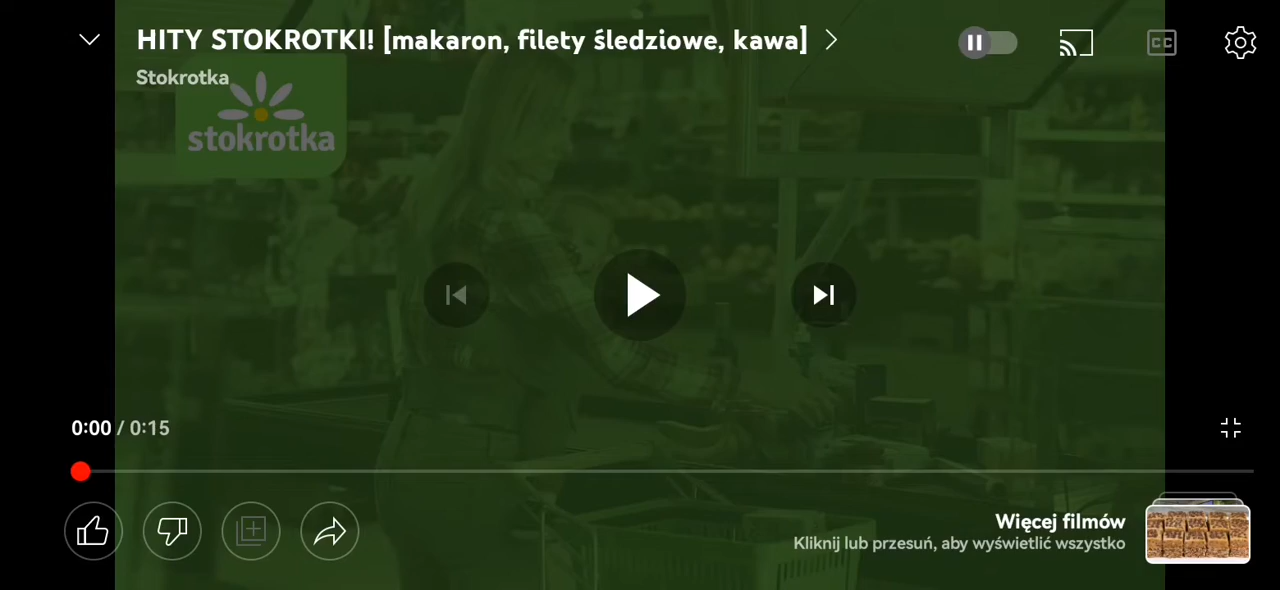 HITY STOKROTKI! [makaron, filety śledziowe, kawa]
Stokrotka
stokrotka
CC
0:00 / 0:15
Więcej filmów
Kliknij lub przesuń, aby wyświetlić wszystko